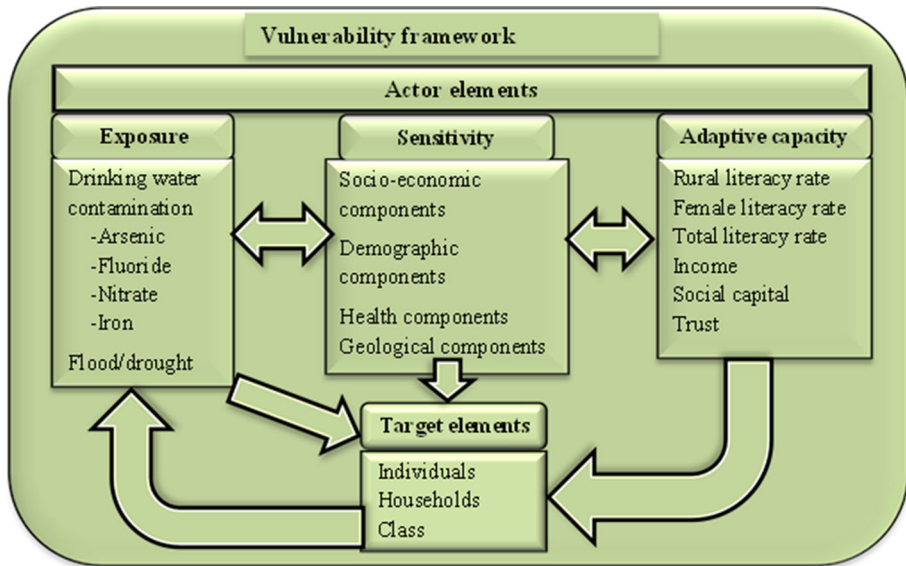 Vulnerability framework
Actor elements
Exposure
Drinking water
contamination
-Arsenic
-Fluoride
-Nitrate
-Iron
Flood/drought
Sensitivity
Socio-economic
components
Demographic
components
Health components
Geological components
Adaptive capacity
Rural literacy rate
Female literacy rate
Total literacy rate
Income
Social capital
Trust
Target elements
Individuals
Households
Class